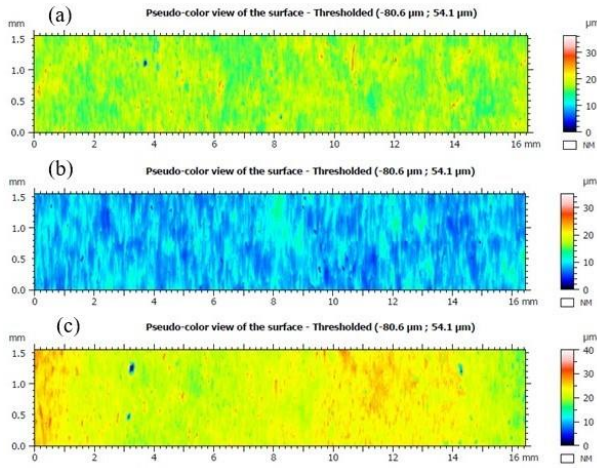 (a) Pseudo-color view of the surface - Thresholded (-80.6 µm ; 54.1 µm)
mm µm
1.5
1.0
0.5
0.0
0 2 4 6 8 10 12 14 16 mm
30
20
10
0
NM
(b) Pseudo-color view of the surface - Thresholded (-80.6 µm ; 54.1 µm)
mm µm
1.5
1.0
0.5
0.0
0 2 4 6 8 10 12 14 16 mm
30
20
10
0
NM
(c) Pseudo-color view of the surface - Thresholded (-80.6 µm ; 54.1 µm)
mm µm
1.5
1.0
0.5
0.0
0 2 4 6 8 10 12 14 16 mm
40
30
20
10
0
NM